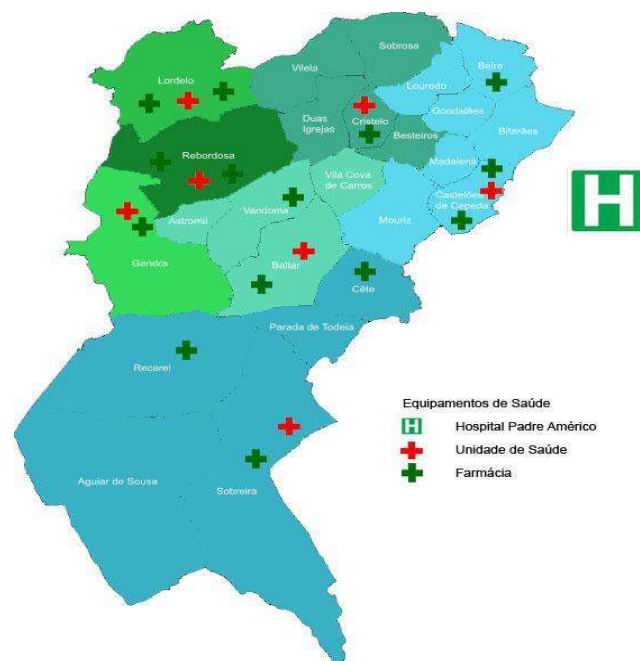 Sobrosa
Vilela
Beire
Lordelo
Louredo
Gondalães
Duas
Igrejas
Cristelo
Bitarães
Besteiros
Rebordosa
Madalena
Vila Cova
de Carros
Castelões
de Cepeda
Vandoma
Astromil
Mouriz
Gandra
Baltar
Cête
Parada de Todeia
Recarei
Aguiar de Sousa
Sobreira
H
Equipamentos de Saúde
H Hospital Padre Américo
Unidade de Saúde
Farmácia